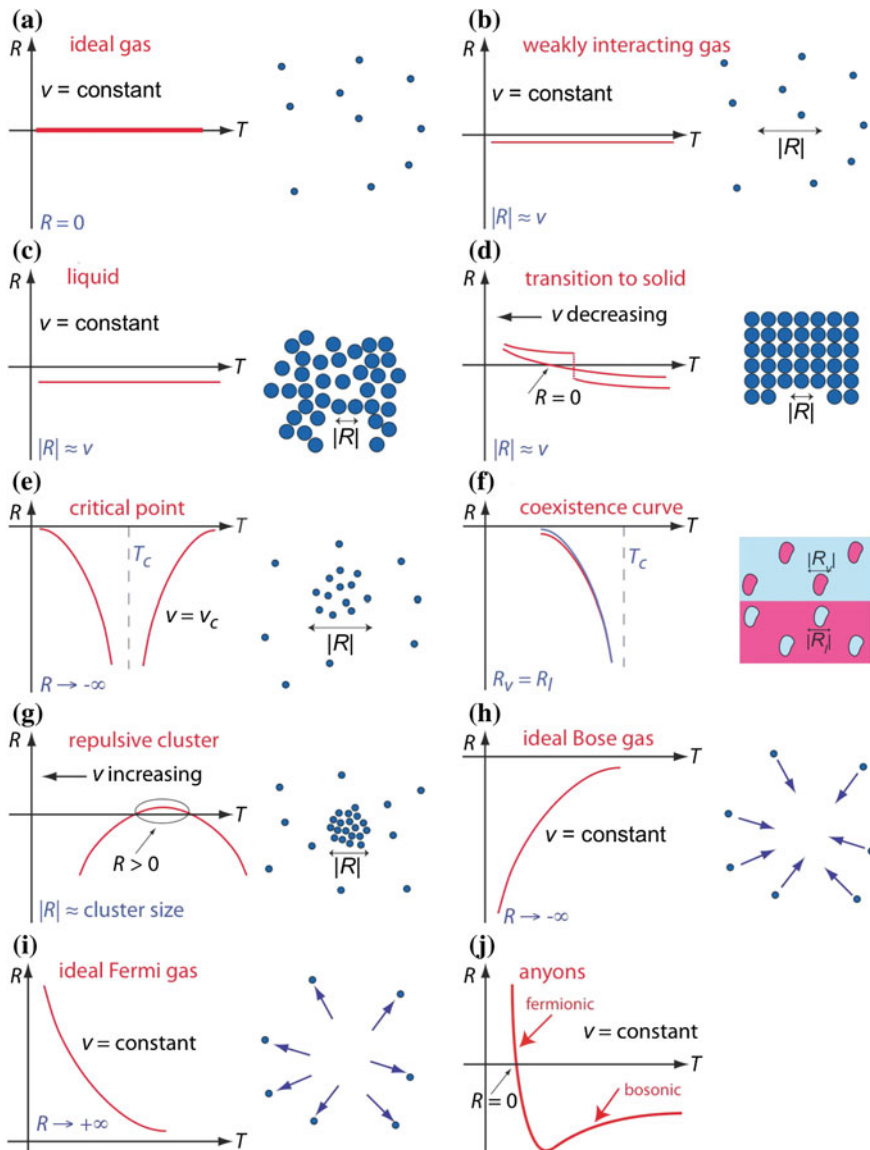 (a)
R
ideal gas
v = constant
T
R = 0
(b)
R
weakly interacting gas
v = constant
T
|R|
|R| ≈ v
(c)
R
liquid
v = constant
T
|R|
|R| ≈ v
(d)
R
transition to solid
v decreasing
T
R = 0
|R|
|R| ≈ v
(e)
R
critical point
T
T_c
v = v_c
|R|
R → -∞
(f)
R
coexistence curve
T
T_c
|R_v|
|R_l|
R_v = R_l
(g)
R
repulsive cluster
v increasing
T
R > 0
|R|
|R| ≈ cluster size
(h)
R
ideal Bose gas
T
v = constant
R → -∞
(i)
R
ideal Fermi gas
v = constant
R → +∞
T
(j)
R
anyons
fermionic
v = constant
T
R = 0
bosonic